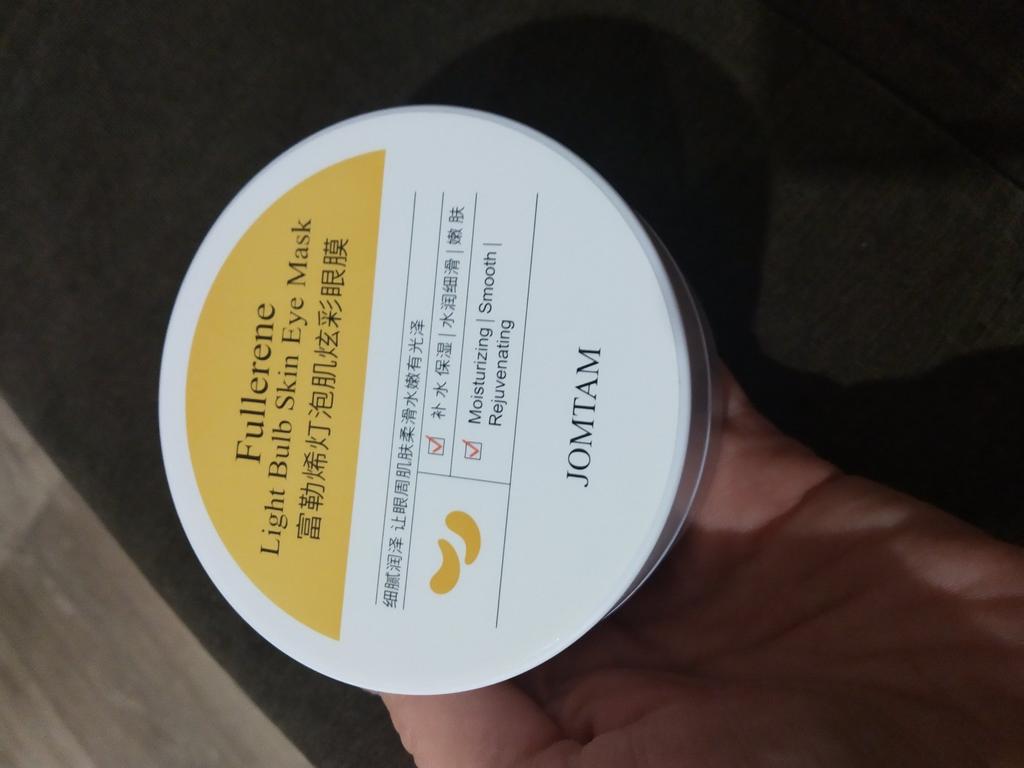 Fullerene
Light Bulb Skin Eye Mask
富勒烯灯泡肌炫彩眼膜
细腻润泽 让眼周肌肤柔滑水嫩有光泽
补水保湿 | 水润细滑 | 嫩肤
Moisturizing | Smooth |
Rejuvenating
JOMTAM